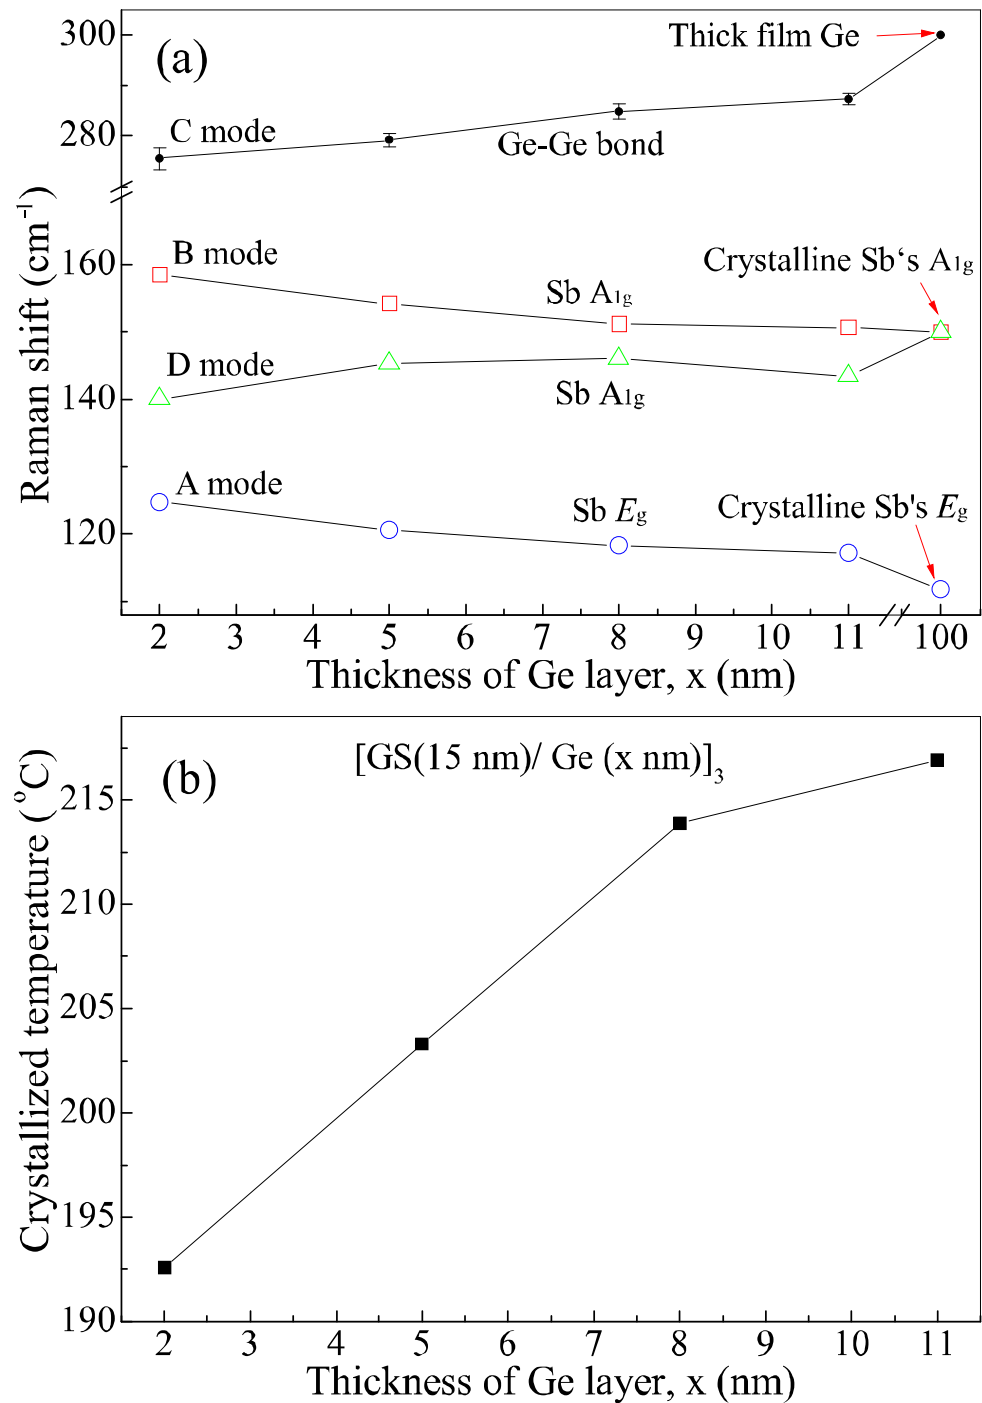 (a)
300
Thick film Ge
C mode
280
Ge-Ge bond
B mode
160
Crystalline Sb‘s A1g
Sb A1g
D mode
140
Sb A1g
A mode
Sb Eg
Crystalline Sb's Eg
120
Raman shift (cm⁻¹)
2 3 4 5 6 7 8 9 10 11 100
Thickness of Ge layer, x (nm)
(b)
[GS(15 nm)/ Ge (x nm)]₃
215
210
205
200
195
190
Crystallized temperature (°C)
2 3 4 5 6 7 8 9 10 11
Thickness of Ge layer, x (nm)